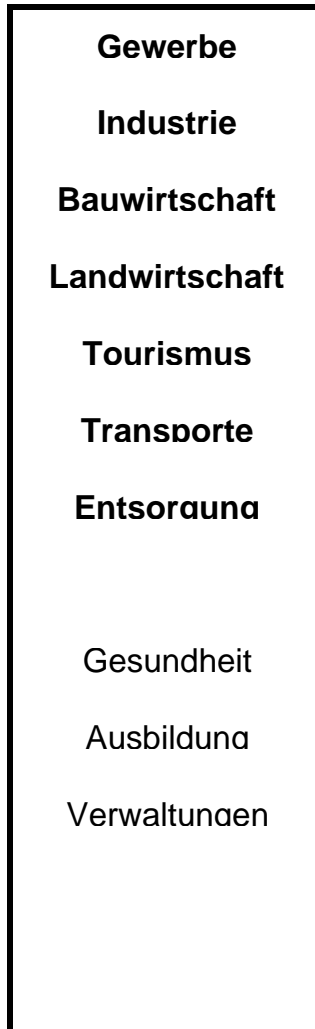 Gewerbe
Industrie
Bauwirtschaft
Landwirtschaft
Tourismus
Transporte
Entsorgung
Gesundheit
Ausbildung
Verwaltungen